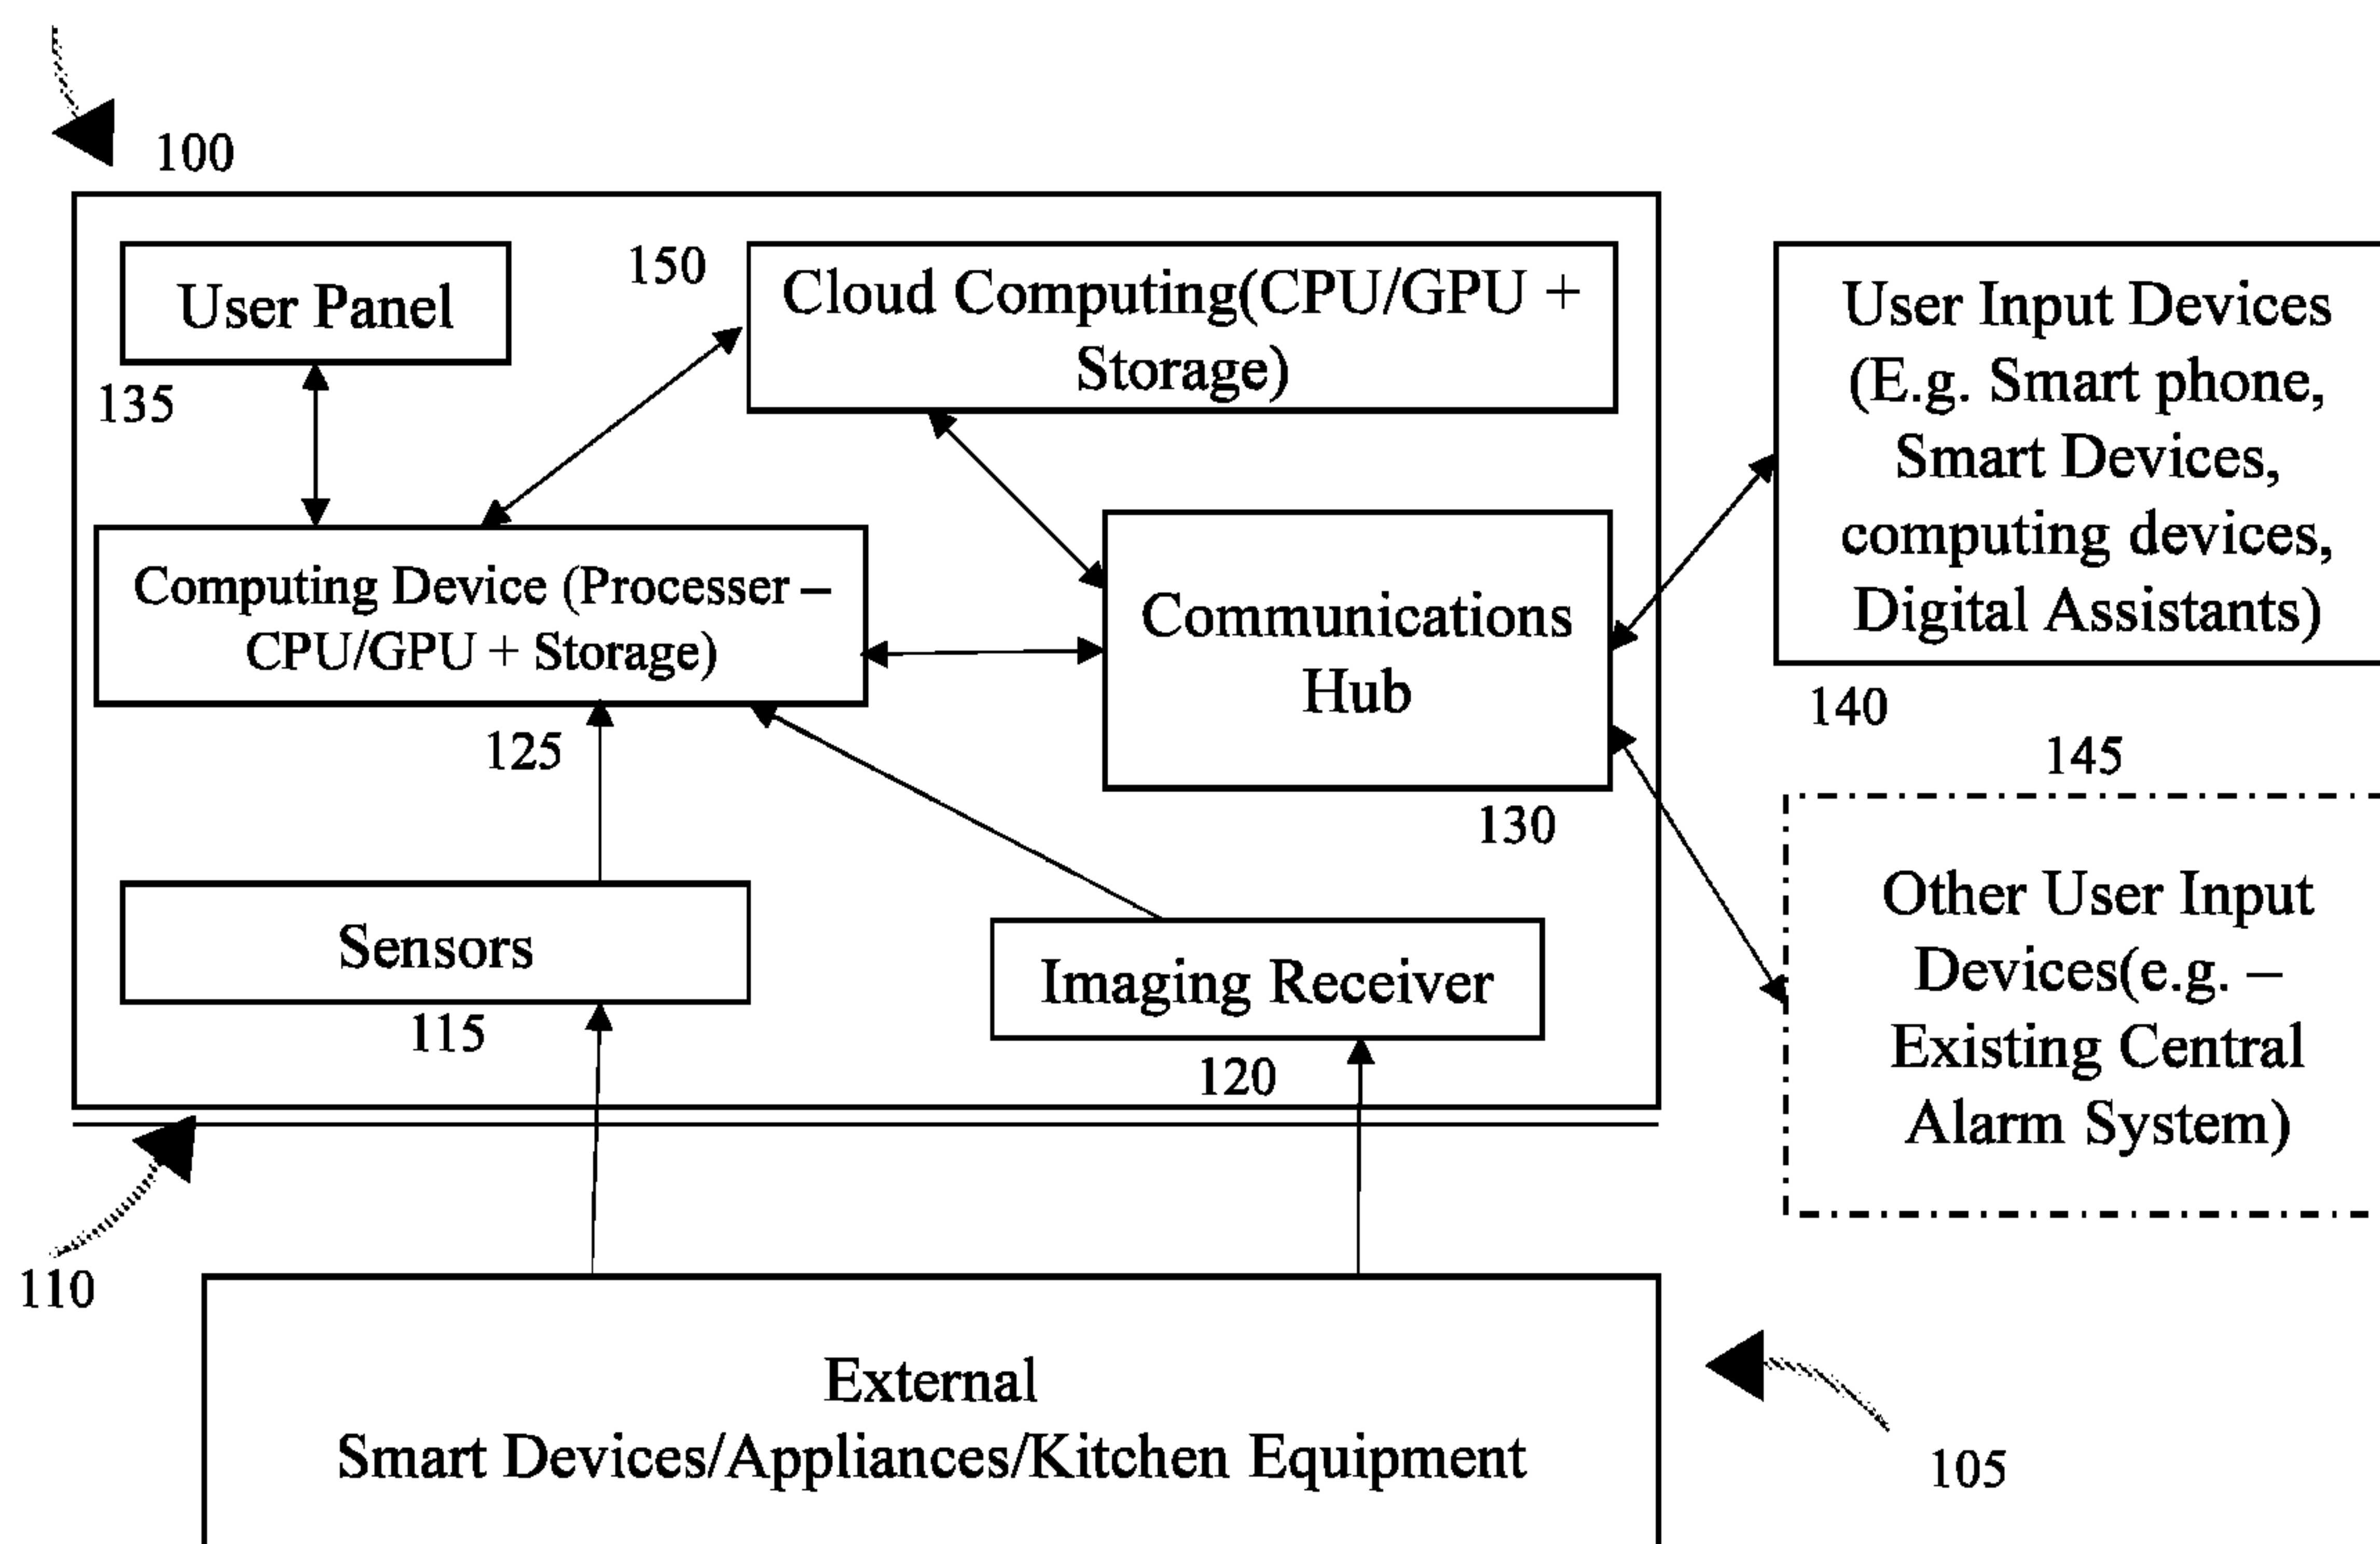 100
User Panel
135
150
Cloud Computing(CPU/GPU +
Storage)
Computing Device (Processer –
CPU/GPU + Storage)
125
Communications
Hub
130
Sensors
115
Imaging Receiver
120
User Input Devices
(E.g. Smart phone,
Smart Devices,
computing devices,
Digital Assistants)
140
145
Other User Input
Devices(e.g. –
Existing Central
Alarm System)
110
External
Smart Devices/Appliances/Kitchen Equipment
105